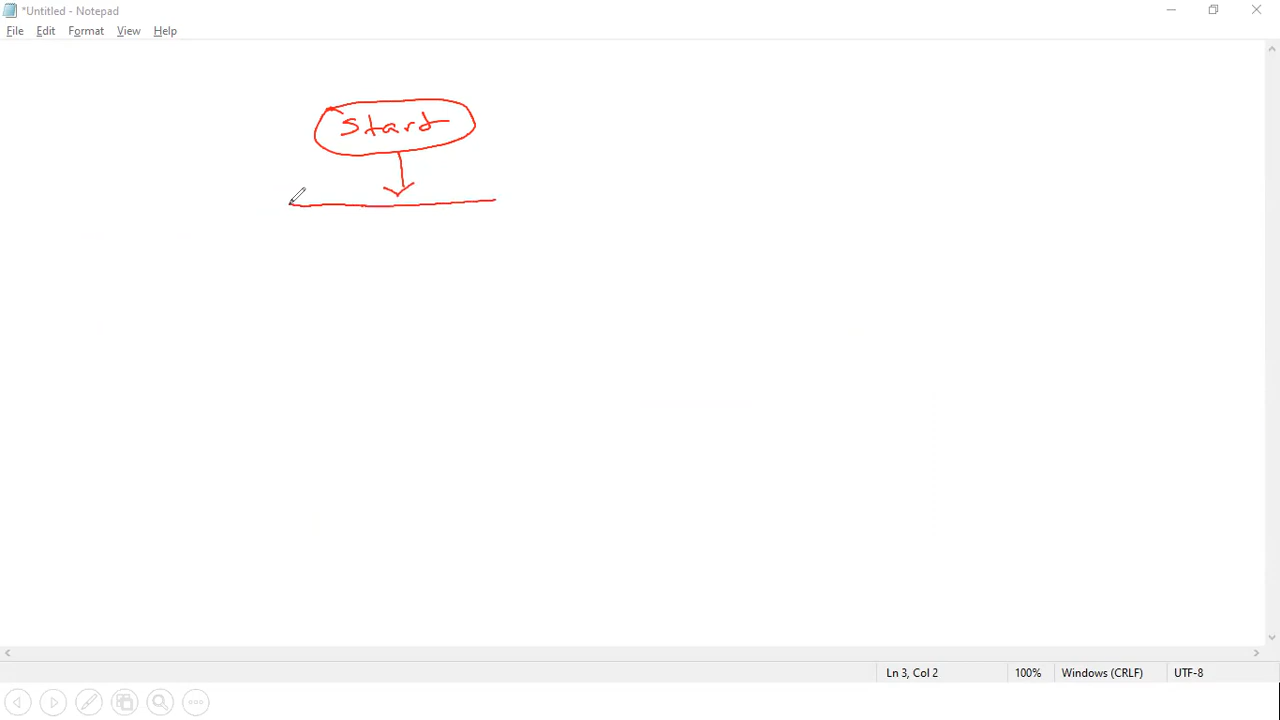 *Untitled - Notepad
File Edit Format View Help
Start
Ln 3, Col 2 100% Windows (CRLF) UTF-8